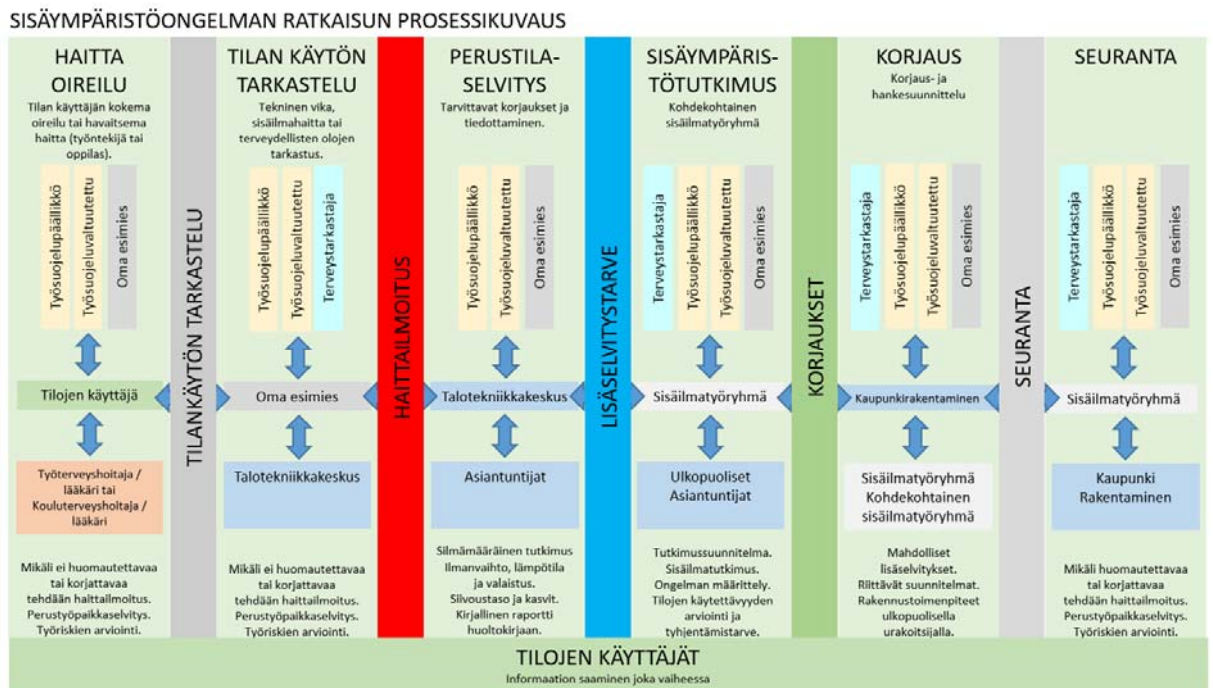 SISÄYMPÄRISTÖONGELMAN RATKAISUN PROSESSIKUVAUS
HAITTA
OIREILU
Tilan käyttäjän kokema
oireilu tai havaitsema
haitta (työntekijä tai
oppilas).
Työsuojelupäällikkö
Työsuojeluvaltuutettu
Oma esimies
Tilojen käyttäjä
Työterveyshoitaja /
lääkäri tai
Kouluterveyshoitaja /
lääkäri
Mikäli ei huomautettavaa
tai korjattavaa
tehdään haittailmoitus.
Perustyöpaikkaselvitys.
Työriskien arviointi.
TILANKÄYTÖN TARKASTELU
TILAN KÄYTÖN
TARKASTELU
Tekninen vika,
sisäilmahaitta tai
terveydellisten olojen
tarkastus.
Työsuojelupäällikkö
Työsuojeluvaltuutettu
Terveystarkastaja
Oma esimies
Talotekniikkakeskus
Mikäli ei huomautettavaa
tai korjattavaa
tehdään haittailmoitus.
Perustyöpaikkaselvitys.
Työriskien arviointi.
HAITTAILMOITUS
PERUSTILA-
SELVITYS
Tarvittavat korjaukset ja
tiedottaminen.
Työsuojelupäällikkö
Työsuojeluvaltuutettu
Oma esimies
Talotekniikkakeskus
Asiantuntijat
Silmämääräinen tutkimus
Ilmanvaihto, lämpötila
ja valaistus.
Siivoustaso ja kasvit.
Kirjallinen raportti
huoltokirjaan.
LISÄSELVITYSTARVE
SISÄYMPÄRIS-
TÖTUTKIMUS
Kohdekohtainen
sisäilmatyöryhmä
Terveystarkastaja
Työsuojelupäällikkö
Työsuojeluvaltuutettu
Oma esimies
Sisäilmatyöryhmä
Ulkopuoliset
Asiantuntijat
Tutkimussuunnitelma.
Sisäilmatutkimus.
Ongelman määrittely.
Tilojen käytettävyyden
arviointi ja
tyhjentämistarve.
KORJAUKSET
KORJAUS
Korjaus- ja
hankesuunnittelu
Terveystarkastaja
Työsuojelupäällikkö
Työsuojeluvaltuutettu
Oma esimies
Kaupunkirakentaminen
Sisäilmatyöryhmä
Kohdekohtainen
sisäilmatyöryhmä
Mahdolliset
lisäselvitykset.
Riittävät suunnitelmat.
Rakennustoimenpiteet
ulkopuolisella
urakoitsijalla.
SEURANTA
SEURANTA
Terveystarkastaja
Työsuojelupäällikkö
Työsuojeluvaltuutettu
Oma esimies
Sisäilmatyöryhmä
Kaupunki
Rakentaminen
Mikäli ei huomautettavaa
tai korjattavaa
tehdään haittailmoitus.
Perustyöpaikkaselvitys.
Työriskien arviointi.
TILOJEN KÄYTTÄJÄT
Informaation saaminen joka vaiheessa